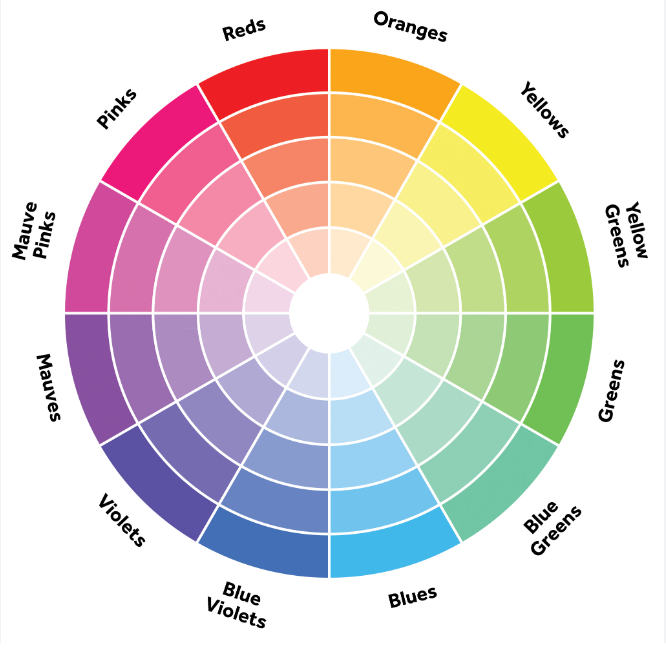 Reds
Oranges
Yellows
Yellow
Greens
Greens
Blue
Greens
Blues
Blue
Violets
Violets
Mauves
Mauve
Pinks
Pinks